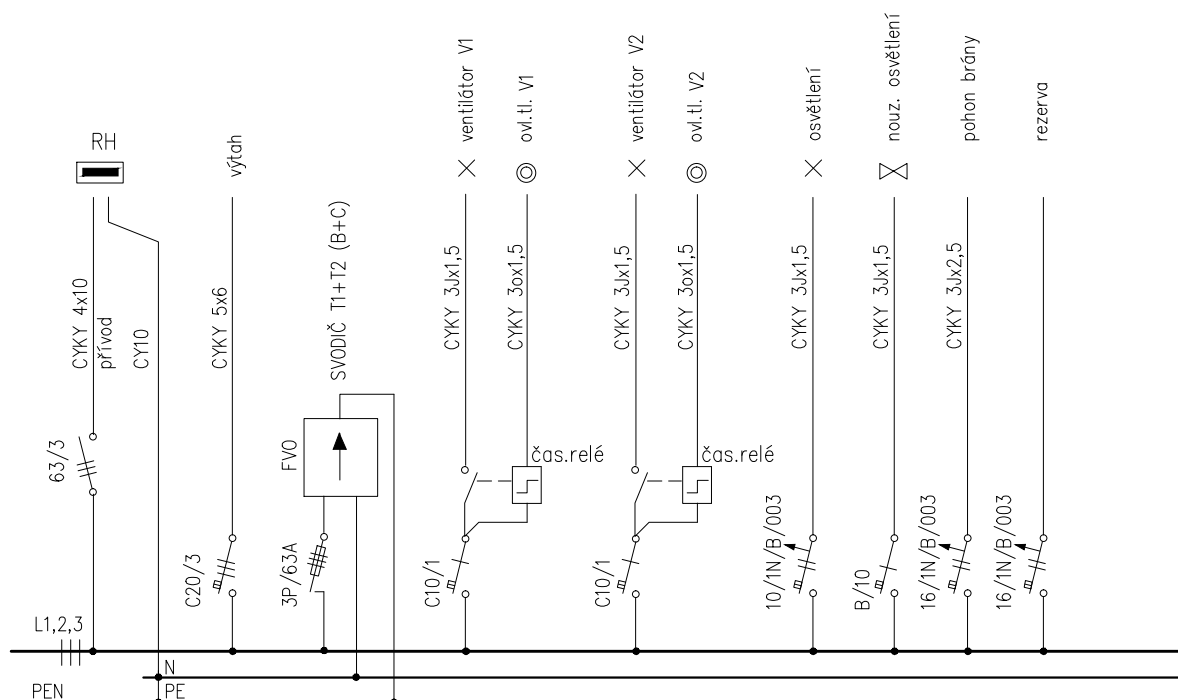 RH
CYKY 4x10
přívod
CY10
63/3
výtah
CYKY 5x6
C20/3
SVODIČ T1+T2 (B+C)
FV0
3P/63A
ventilátor V1
CYKY 3Jx1,5
C10/1
ovl.tl. V1
CYKY 3ox1,5
čas.relé
ventilátor V2
CYKY 3Jx1,5
C10/1
ovl.tl. V2
CYKY 3ox1,5
čas.relé
osvětlení
CYKY 3Jx1,5
10/1N/B/003
nouz. osvětlení
CYKY 3Jx1,5
B/10
pohon brány
CYKY 3Jx2,5
16/1N/B/003
rezerva
16/1N/B/003
L1,2,3
N
PEN
PE